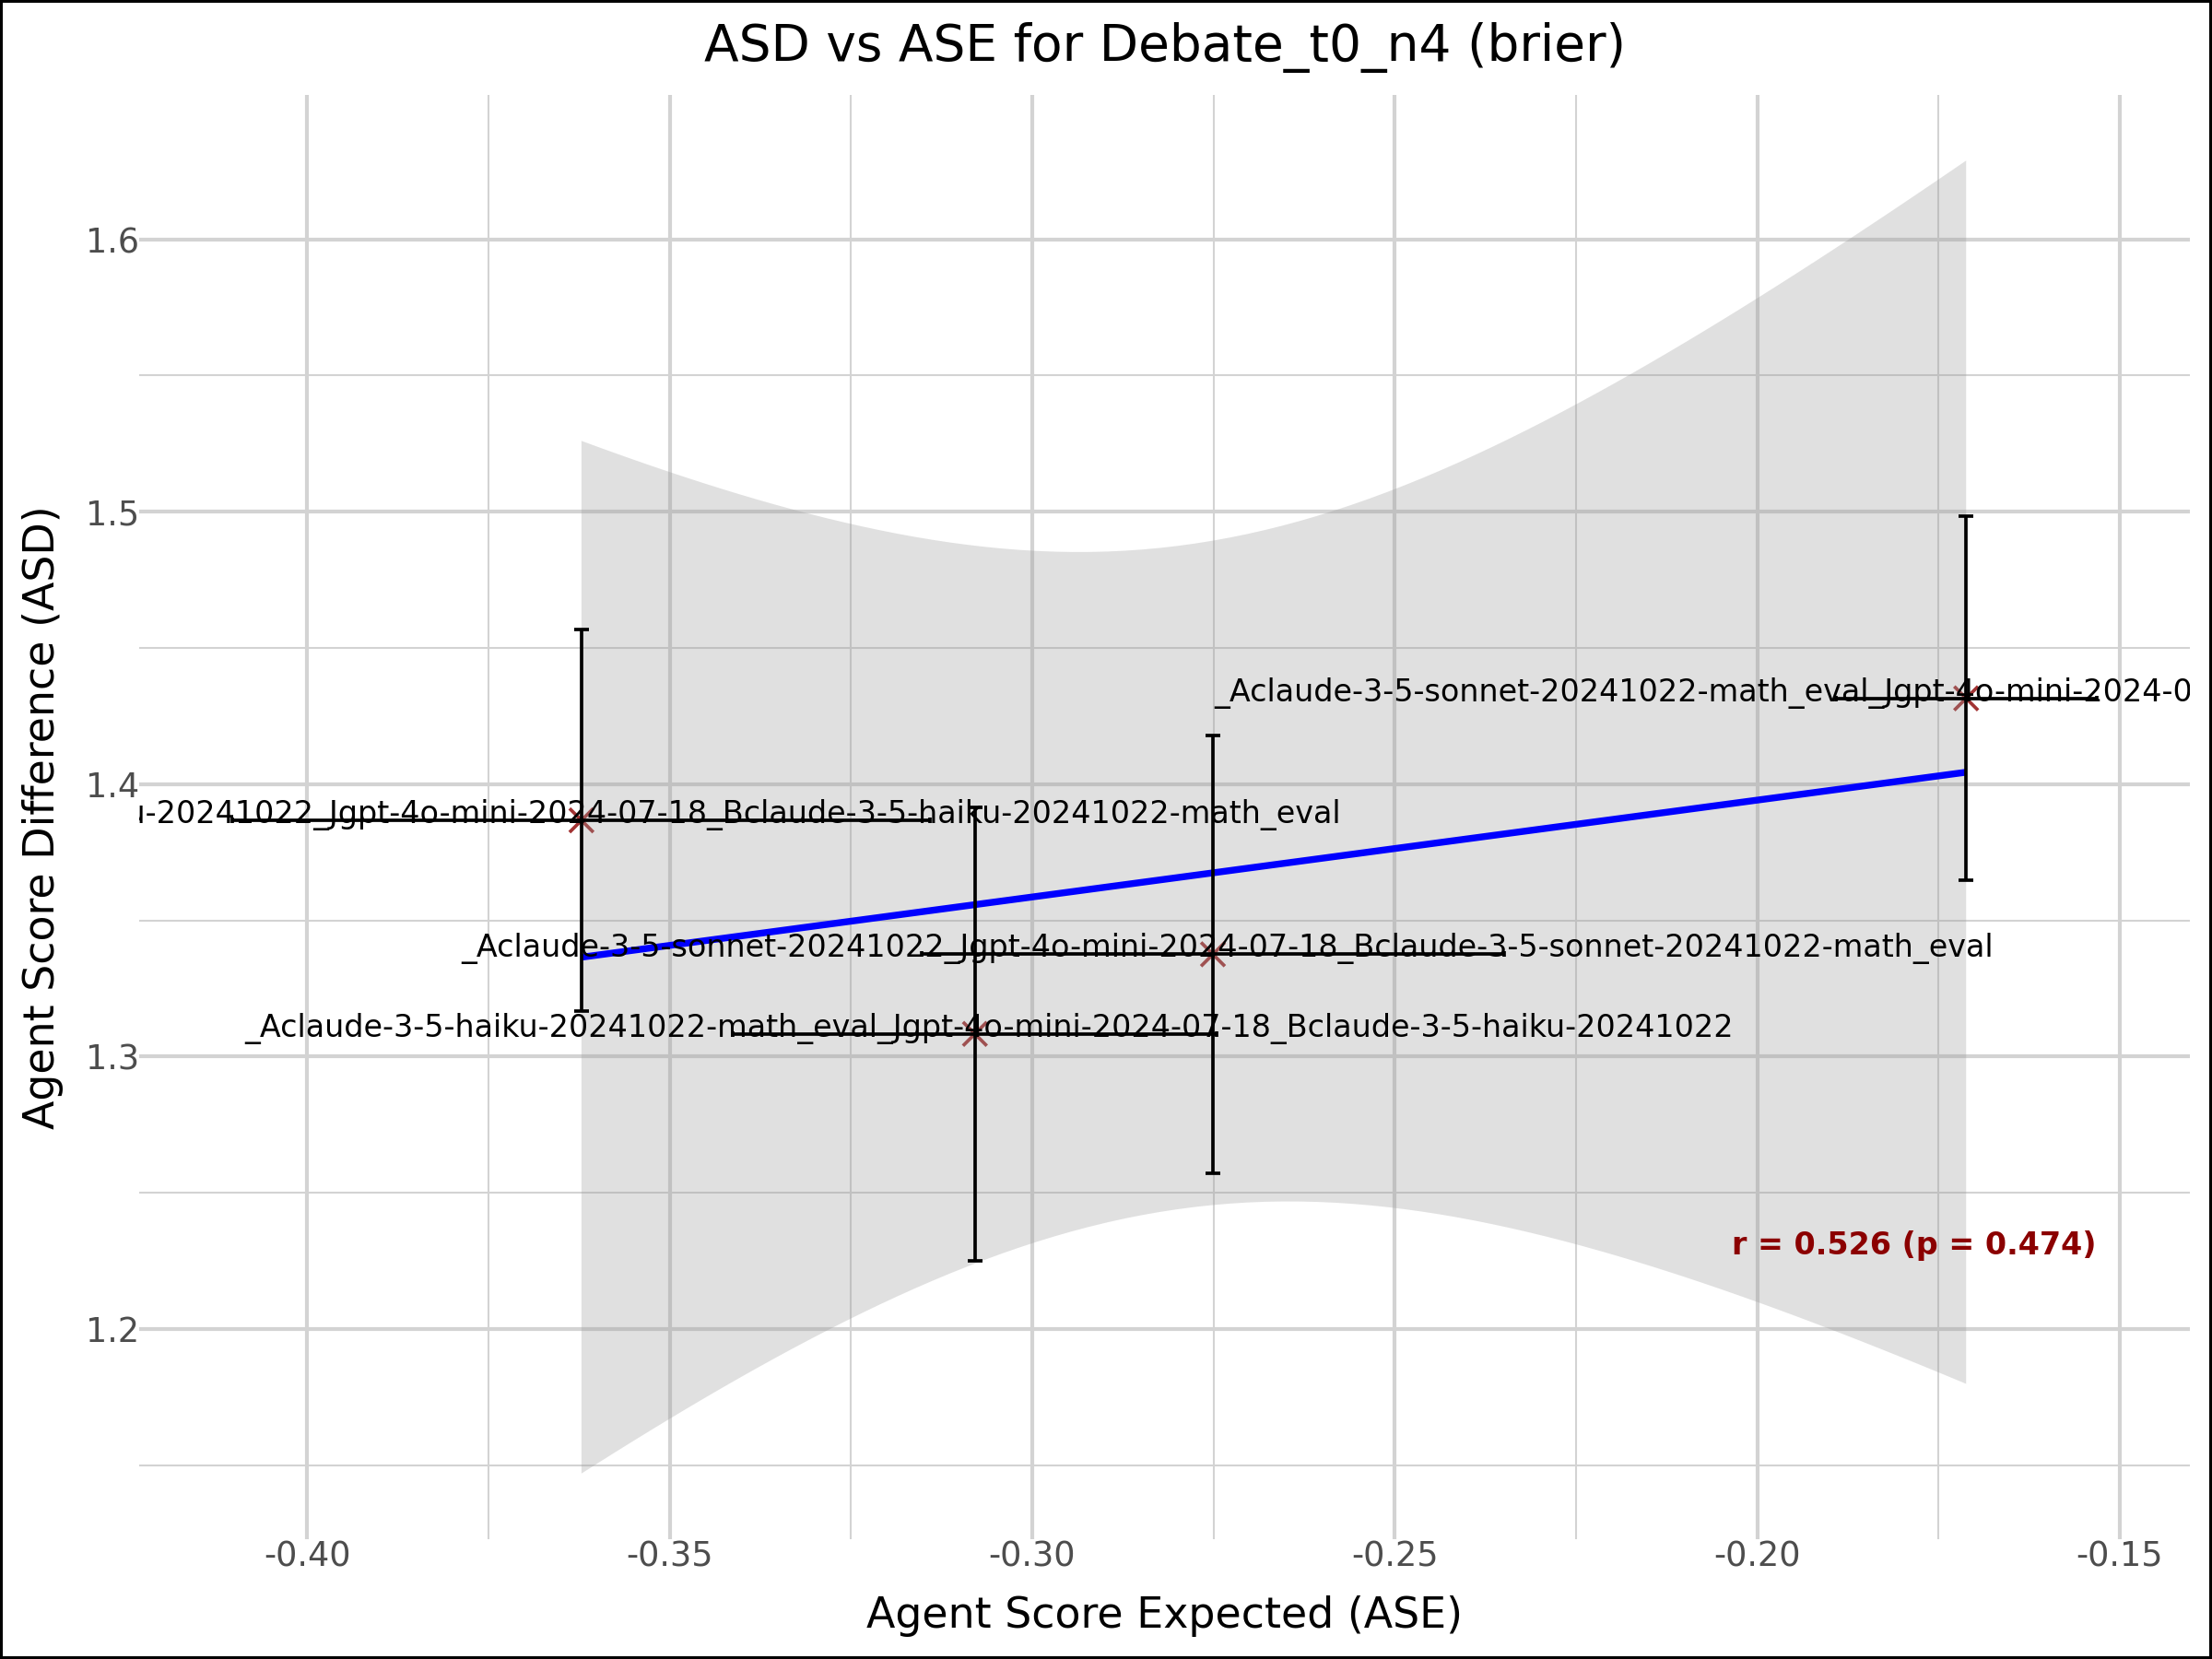 ASD vs ASE for Debate_t0_n4 (brier)
Agent Score Difference (ASD)
1.6
1.5
1.4
1.3
1.2
_Aclaude-3-5-sonnet-20241022-math_eval_Jgpt-4o-mini-2024-0
-20241022_Jgpt-4o-mini-2024-07-18_Bclaude-3-5-haiku-20241022-math_eval
_Aclaude-3-5-sonnet-20241022_Jgpt-4o-mini-2024-07-18_Bclaude-3-5-sonnet-20241022-math_eval
_Aclaude-3-5-haiku-20241022-math_eval_Jgpt-4o-mini-2024-07-18_Bclaude-3-5-haiku-20241022
r = 0.526 (p = 0.474)
-0.40 -0.35 -0.30 -0.25 -0.20 -0.15
Agent Score Expected (ASE)